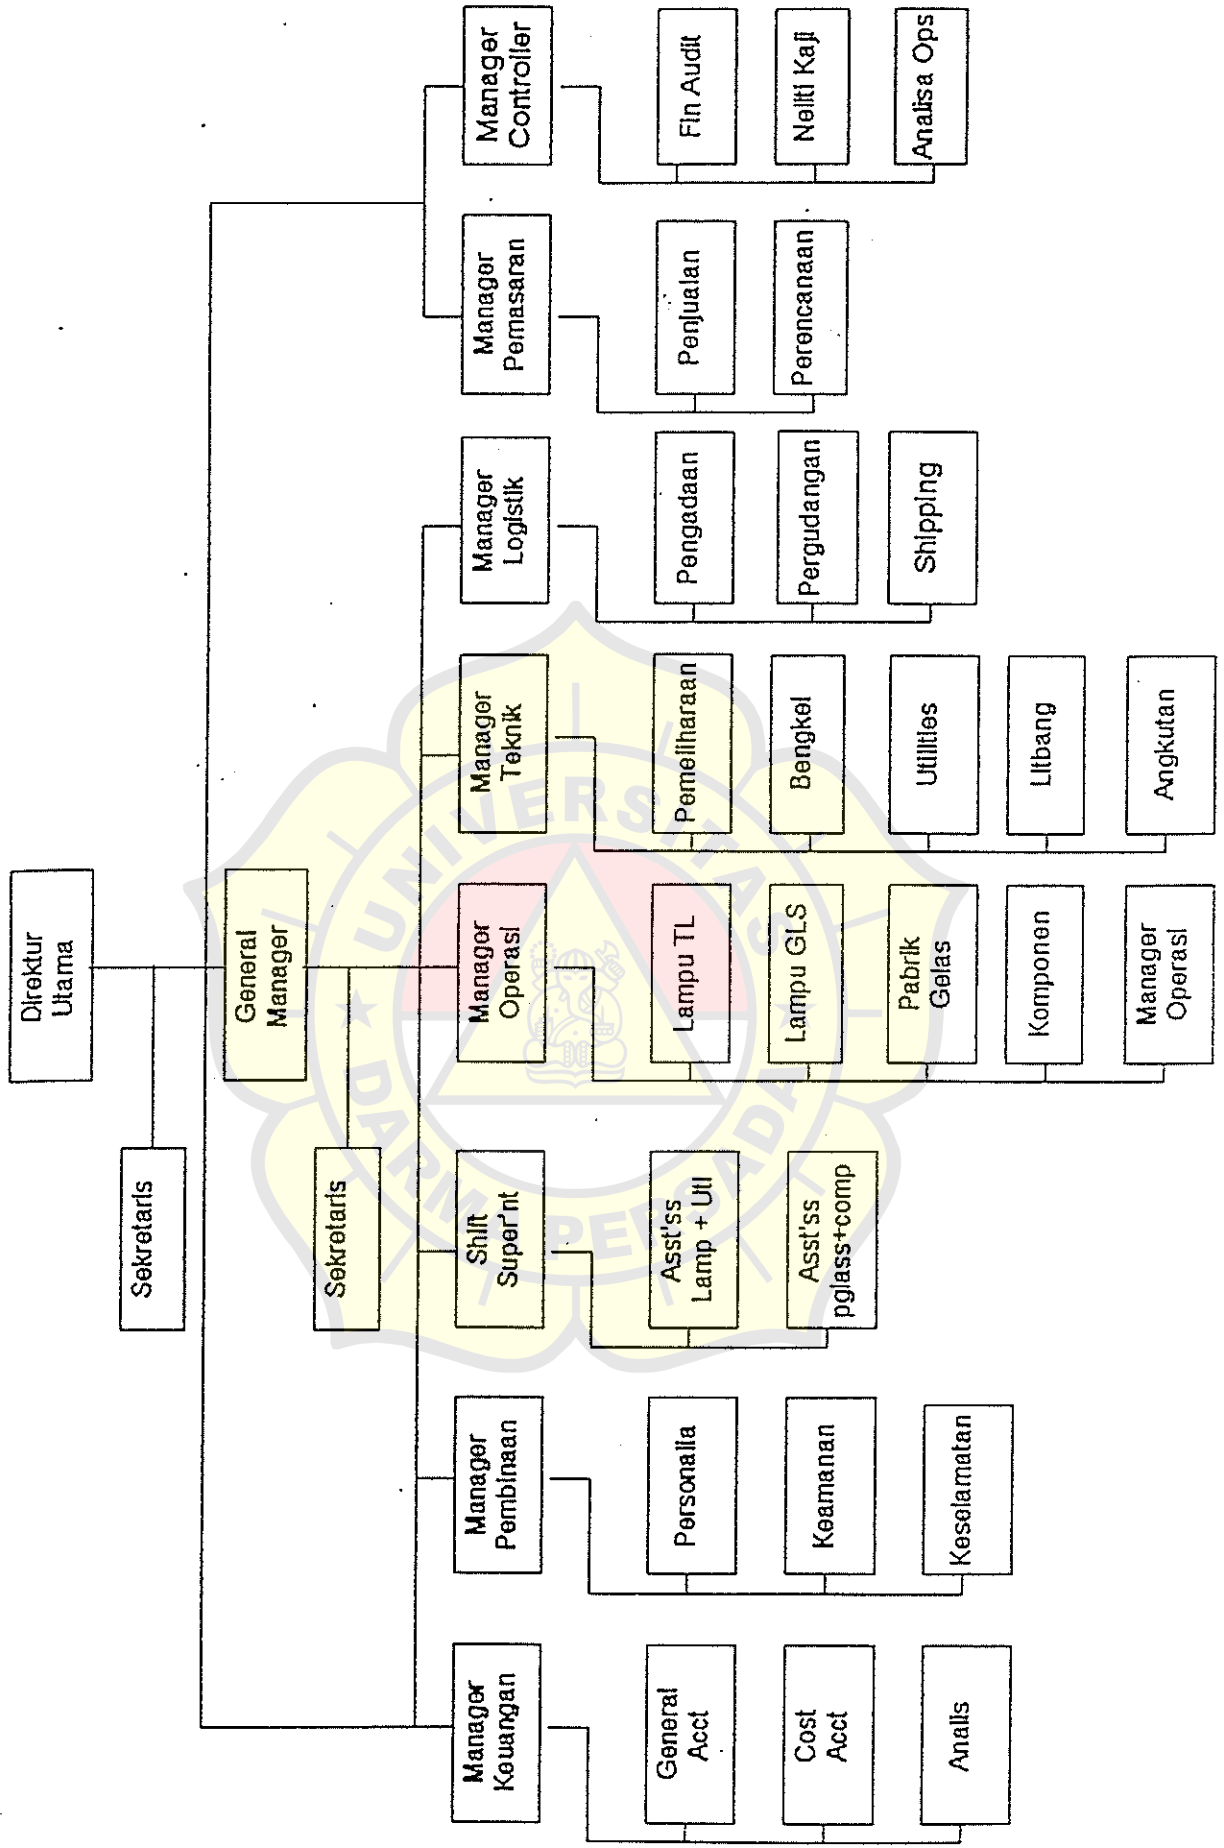 Direktur
Utama
Sekretaris
General
Manager
Sekretaris
Manager
Keuangan
Manager
Pembinaan
Shift
Super'nt
Manager
Operasi
Manager
Teknik
Manager
Logistik
Manager
Pemasaran
Manager
Controller
General
Acct
Cost
Acct
Analis
Personalia
Keamanan
Keselamatan
Asst'ss
Lamp + Util
Asst'ss
pglass+comp
Lampu TL
Lampu GLS
Pabrik
Gelas
Komponen
Manager
Operasi
Pemeliharaan
Bengkel
Utilities
Litbang
Angkutan
Pengadaan
Pergudangan
Shipping
Penjualan
Perencanaan
Fin Audit
Neliti Kaji
Analisa Ops
UNIVERSITAS
DARMA PERSADA